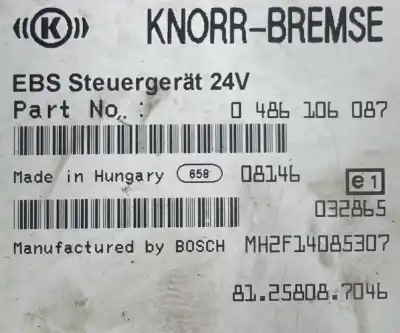 ((K)) KNORR-BREMSE
EBS Steuergerät 24V
Part No. : 0 486 106 087
Made in Hungary 658 08146 e1
032865
Manufactured by BOSCH MH2F14085307
81.25808.7046